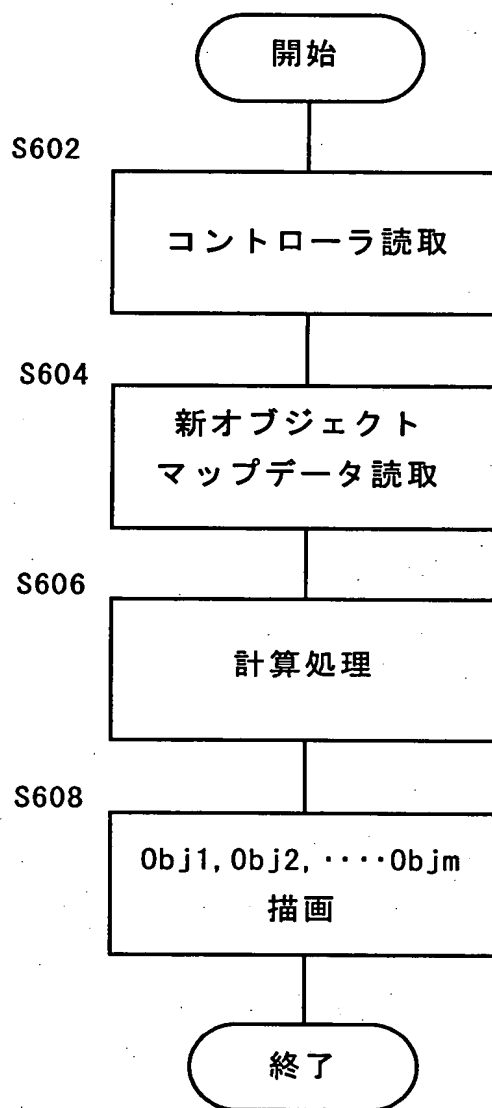 開始
S602
コントローラ読取
S604
新オブジェクト
マップデータ読取
S606
計算処理
S608
Obj1,Obj2,····Objm
描画
終了